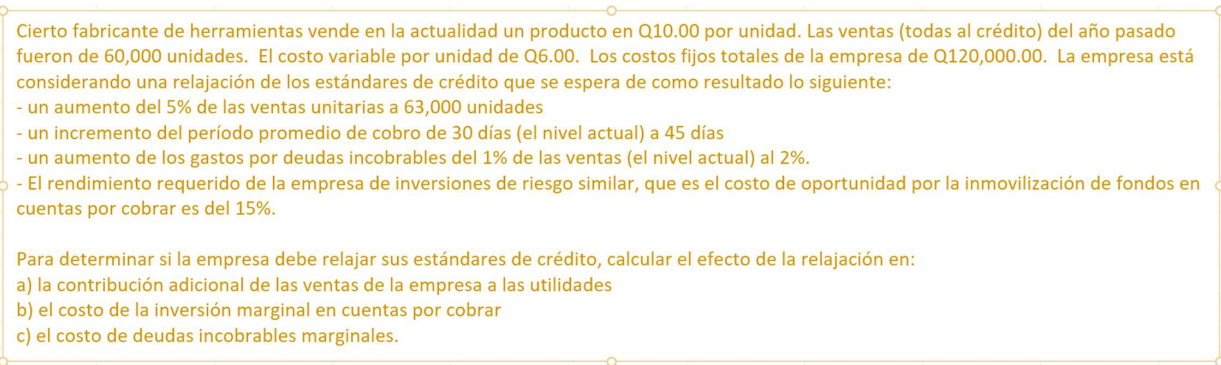 Cierto fabricante de herramientas vende en la actualidad un producto en Q10.00 por unidad. Las ventas (todas al crédito) del año pasado
fueron de 60,000 unidades.  El costo variable por unidad de Q6.00.  Los costos fijos totales de la empresa de Q120,000.00.  La empresa está
considerando una relajación de los estándares de crédito que se espera de como resultado lo siguiente:
- un aumento del 5% de las ventas unitarias a 63,000 unidades
- un incremento del período promedio de cobro de 30 días (el nivel actual) a 45 días
- un aumento de los gastos por deudas incobrables del 1% de las ventas (el nivel actual) al 2%.
- El rendimiento requerido de la empresa de inversiones de riesgo similar, que es el costo de oportunidad por la inmovilización de fondos en
cuentas por cobrar es del 15%.
Para determinar si la empresa debe relajar sus estándares de crédito, calcular el efecto de la relajación en:
a) la contribución adicional de las ventas de la empresa a las utilidades
b) el costo de la inversión marginal en cuentas por cobrar
c) el costo de deudas incobrables marginales.